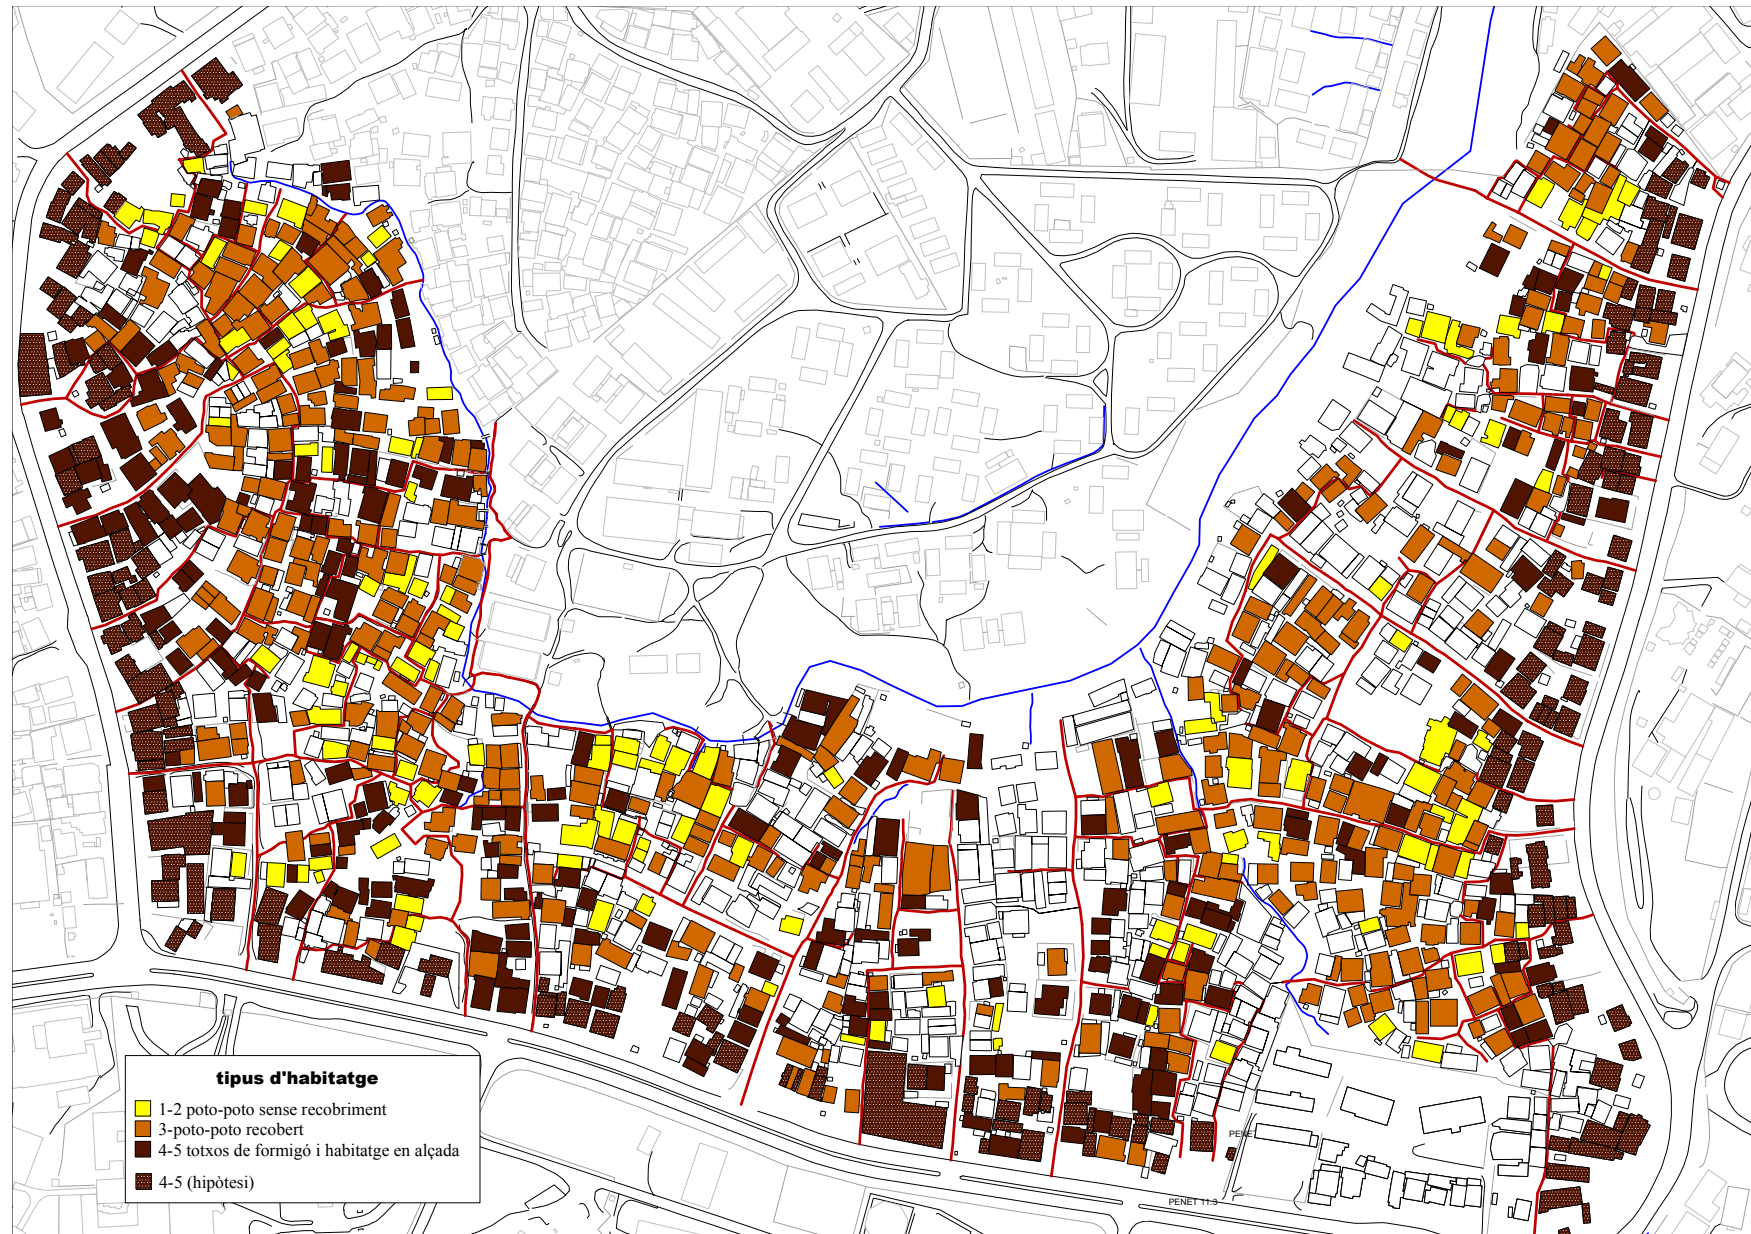 tipus d'habitatge
1-2 poto-poto sense recobriment
3-poto-poto recobert
4-5 totxos de formigó i habitatge en alçada
4-5 (hipòtesi)
PENET
PENET 11.3